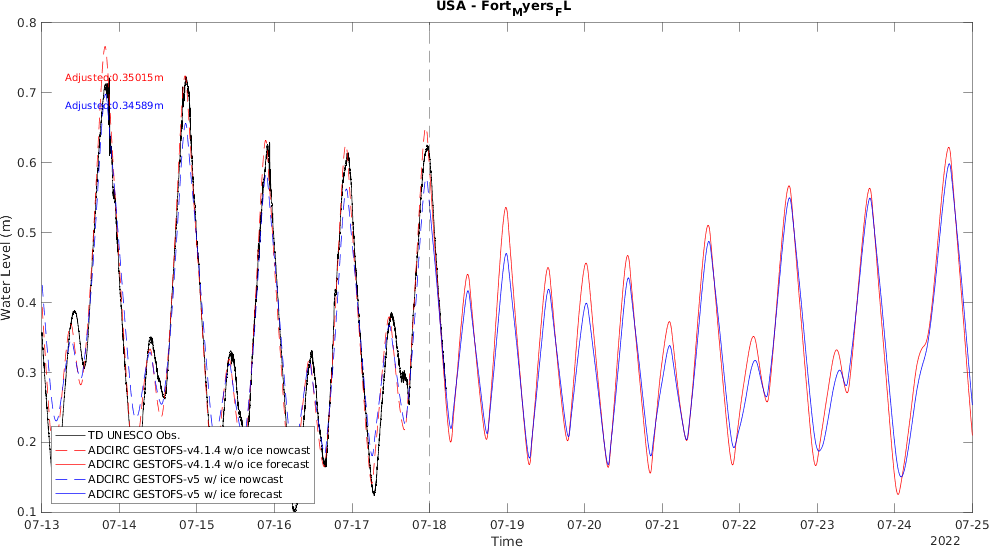 USA - FortMyersFL
0.8
Adjusted:0.35015m
0.7
Adjusted:0.34589m
0.6
0.5
Water Level (m)
0.4
0.3
0.2
0.1
TD UNESCO Obs.
ADCIRC GESTOFS-v4.1.4 w/o ice nowcast
ADCIRC GESTOFS-v4.1.4 w/o ice forecast
ADCIRC GESTOFS-v5 w/ ice nowcast
ADCIRC GESTOFS-v5 w/ ice forecast
07-13 07-14 07-15 07-16 07-17 07-18 07-19 07-20 07-21 07-22 07-23 07-24 07-25
Time
2022